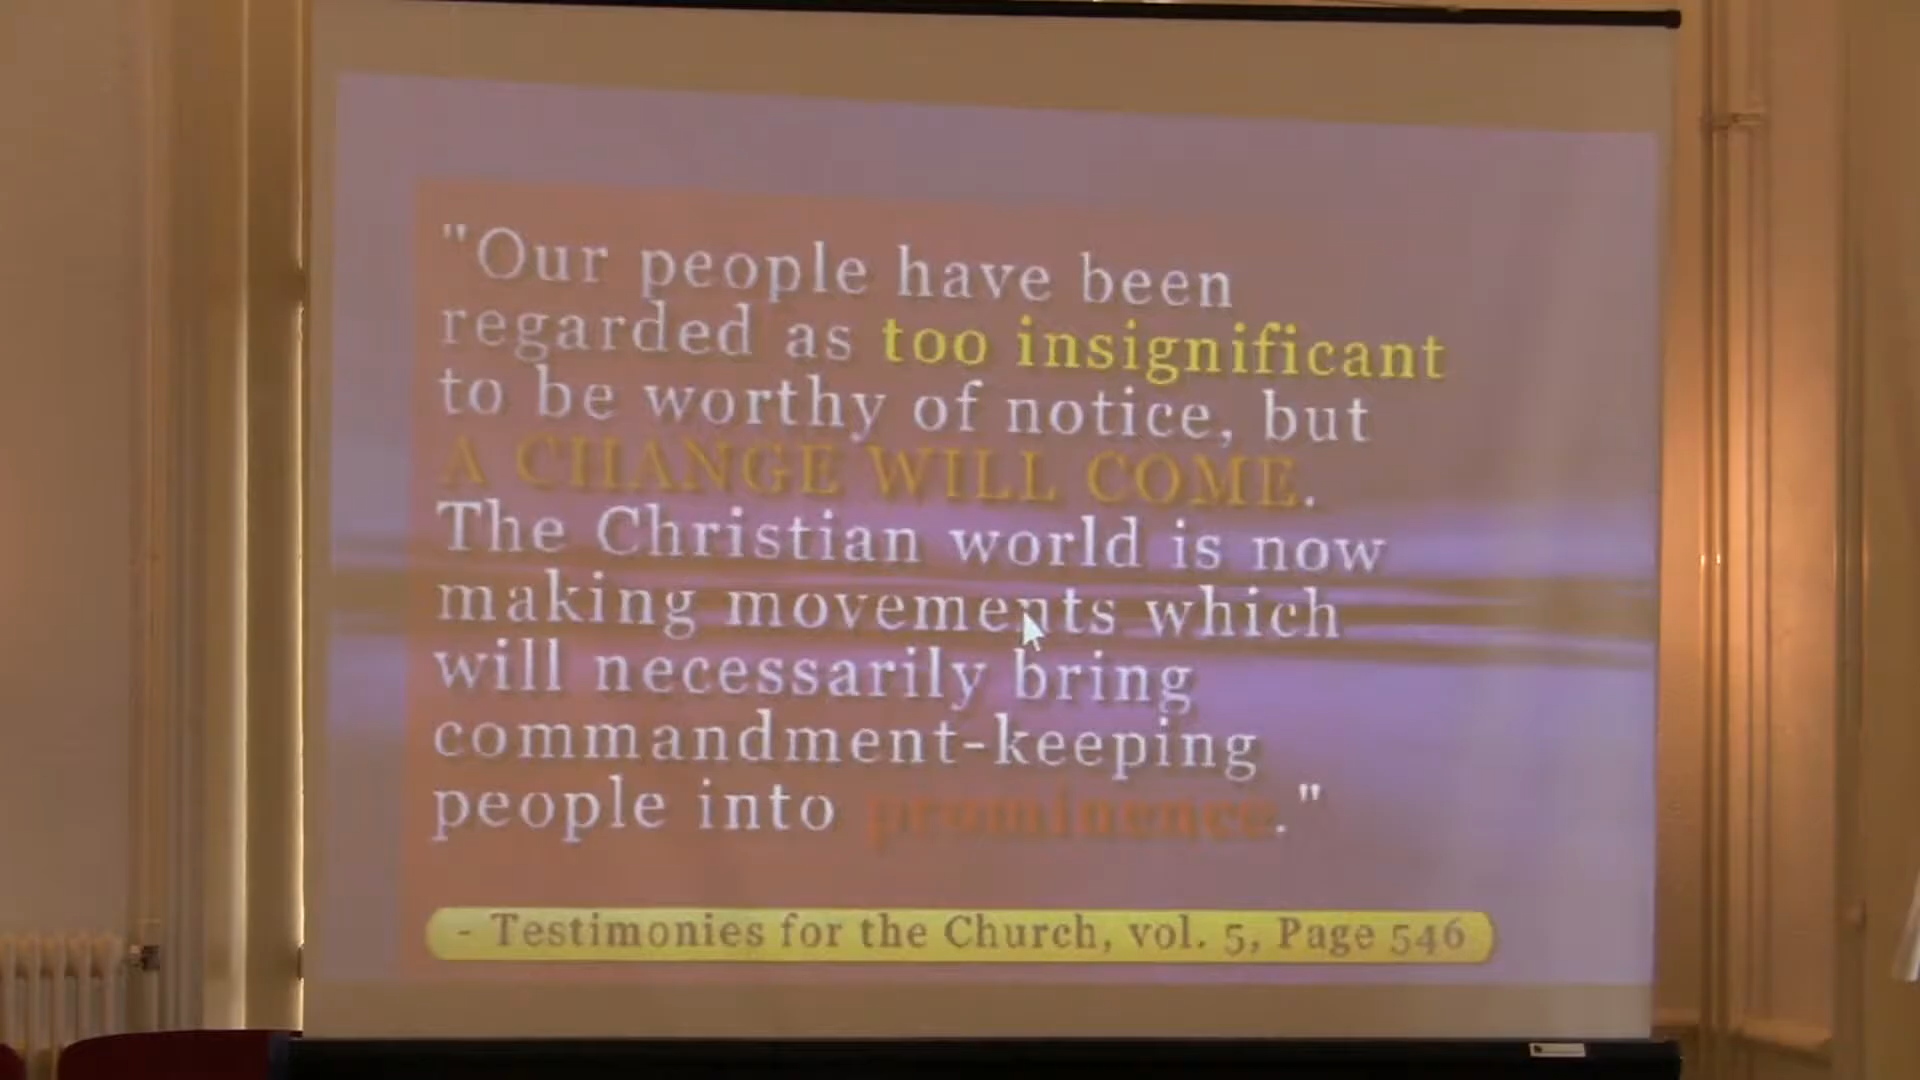 "Our people have been
regarded as too insignificant
to be worthy of notice, but
A CHANGE WILL COME.
The Christian world is now
making movements which
will necessarily bring
commandment-keeping
people into prominence."
- Testimonies for the Church, vol. 5, Page 546